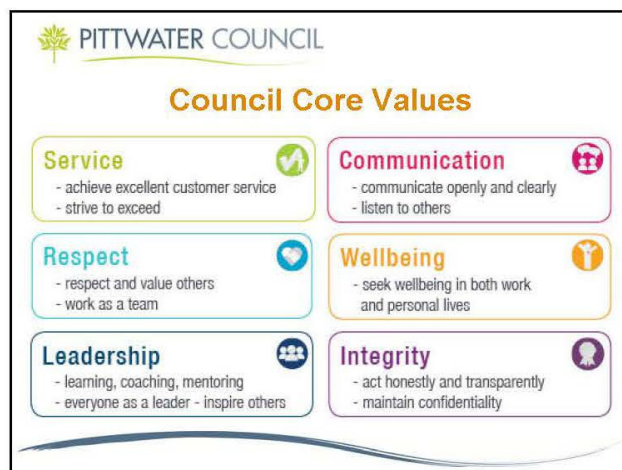 PITTWATER COUNCIL
Council Core Values
Service
- achieve excellent customer service
- strive to exceed
Communication
- communicate openly and clearly
- listen to others
Respect
- respect and value others
- work as a team
Wellbeing
- seek wellbeing in both work
and personal lives
Leadership
- learning, coaching, mentoring
- everyone as a leader - inspire others
Integrity
- act honestly and transparently
- maintain confidentiality